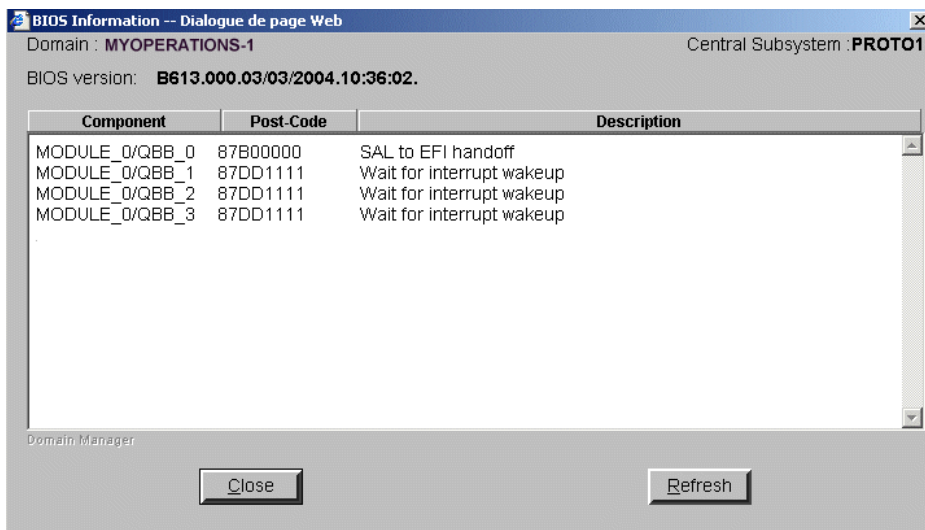 BIOS Information -- Dialogue de page Web
Domain : MYOPERATIONS-1 Central Subsystem :PROTO1
BIOS version: B613.000.03/03/2004.10:36:02.
Component Post-Code Description
MODULE_0/QBB_0 87B00000 SAL to EFI handoff
MODULE_0/QBB_1 87DD1111 Wait for interrupt wakeup
MODULE_0/QBB_2 87DD1111 Wait for interrupt wakeup
MODULE_0/QBB_3 87DD1111 Wait for interrupt wakeup
Domain Manager
Close Refresh